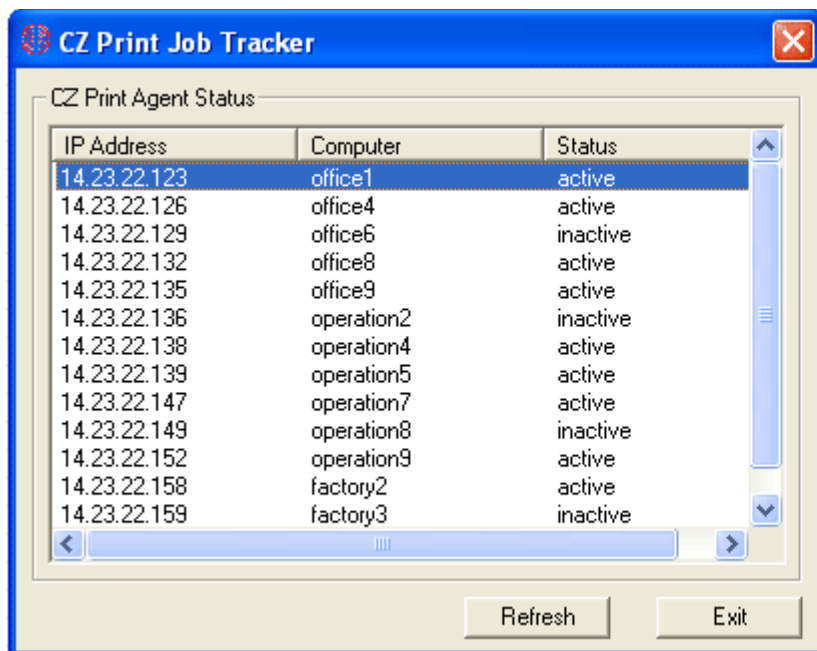 CZ Print Job Tracker
CZ Print Agent Status
IP Address Computer Status
14.23.22.123 office1 active
14.23.22.126 office4 active
14.23.22.129 office6 inactive
14.23.22.132 office8 active
14.23.22.135 office9 active
14.23.22.136 operation2 inactive
14.23.22.138 operation4 active
14.23.22.139 operation5 active
14.23.22.147 operation7 active
14.23.22.149 operation8 inactive
14.23.22.152 operation9 active
14.23.22.158 factory2 active
14.23.22.159 factory3 inactive
Refresh Exit